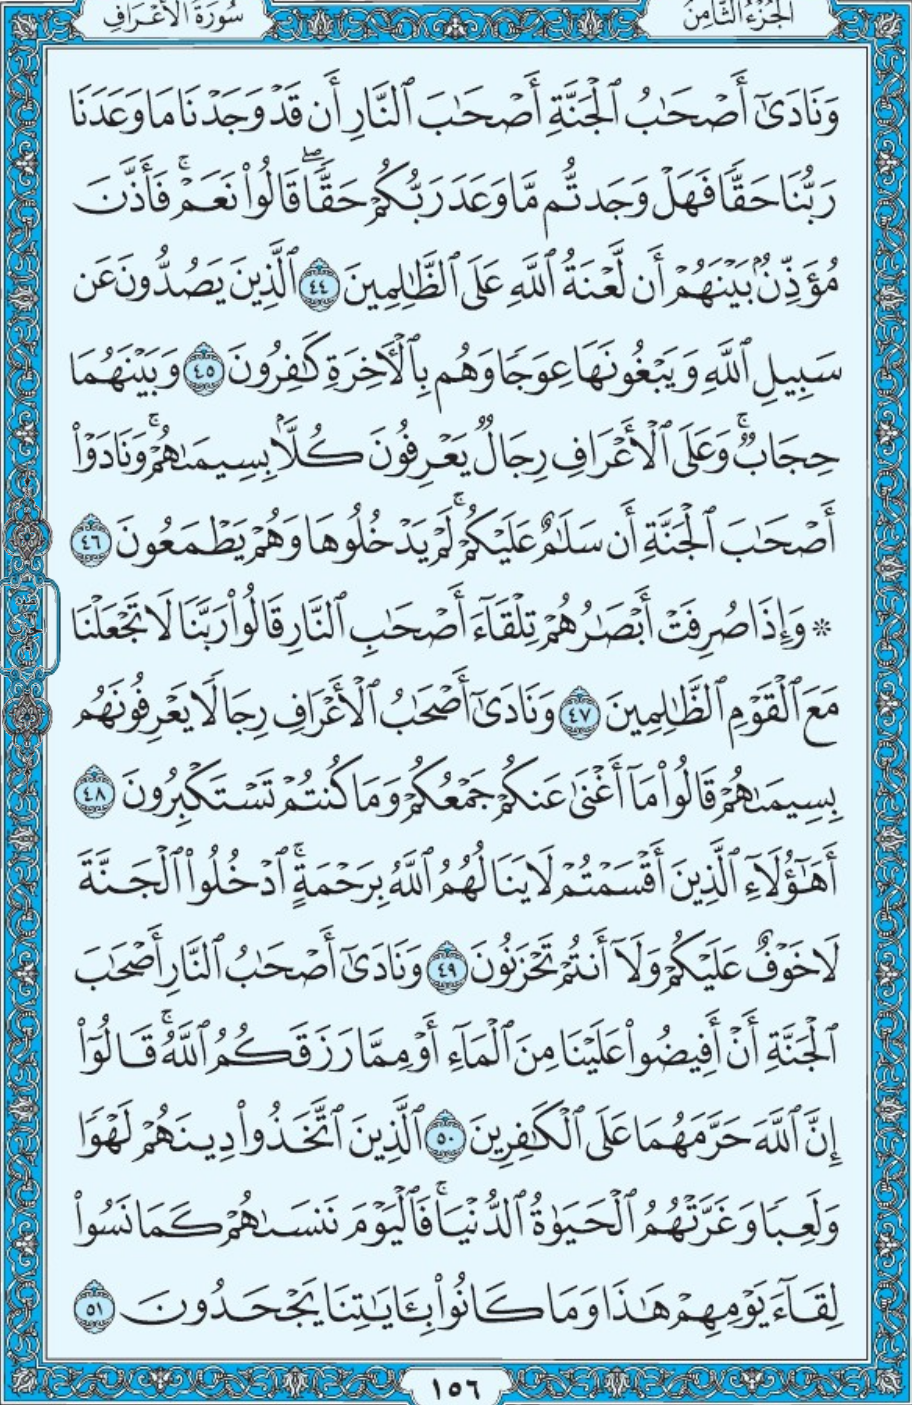 سُورَةُ الأَعْرَافِ
الجُزْءُ الثَّامِنُ
وَنَادَىٰٓ أَصْحَٰبُ ٱلْجَنَّةِ أَصْحَٰبَ ٱلنَّارِ أَن قَدْ وَجَدْنَا مَا وَعَدَنَا
رَبُّنَا حَقًّا فَهَلْ وَجَدتُّم مَّا وَعَدَ رَبُّكُمْ حَقًّا ۖ قَالُوا۟ نَعَمْ ۚ فَأَذَّنَ
مُؤَذِّنٌۢ بَيْنَهُمْ أَن لَّعْنَةُ ٱللَّهِ عَلَى ٱلظَّٰلِمِينَ ٤٤ ٱلَّذِينَ يَصُدُّونَ عَن
سَبِيلِ ٱللَّهِ وَيَبْغُونَهَا عِوَجًا وَهُم بِٱلْأَخِرَةِ كَٰفِرُونَ ٤٥ وَبَيْنَهُمَا
حِجَابٌ ۚ وَعَلَى ٱلْأَعْرَافِ رِجَالٌ يَعْرِفُونَ كُلًّۢا بِسِيمَىٰهُمْ ۚ وَنَادَوْا۟
أَصْحَٰبَ ٱلْجَنَّةِ أَن سَلَٰمٌ عَلَيْكُمْ ۚ لَمْ يَدْخُلُوهَا وَهُمْ يَطْمَعُونَ ٤٦
۞ وَإِذَا صُرِفَتْ أَبْصَٰرُهُمْ تِلْقَآءَ أَصْحَٰبِ ٱلنَّارِ قَالُوا۟ رَبَّنَا لَا تَجْعَلْنَا
مَعَ ٱلْقَوْمِ ٱلظَّٰلِمِينَ ٤٧ وَنَادَىٰٓ أَصْحَٰبُ ٱلْأَعْرَافِ رِجَالًا يَعْرِفُونَهُم
بِسِيمَىٰهُمْ قَالُوا۟ مَآ أَغْنَىٰ عَنكُمْ جَمْعُكُمْ وَمَا كُنتُمْ تَسْتَكْبِرُونَ ٤٨
أَهَٰٓؤُلَآءِ ٱلَّذِينَ أَقْسَمْتُمْ لَا يَنَالُهُمُ ٱللَّهُ بِرَحْمَةٍ ۚ ٱدْخُلُوا۟ ٱلْجَنَّةَ
لَا خَوْفٌ عَلَيْكُمْ وَلَآ أَنتُمْ تَحْزَنُونَ ٤٩ وَنَادَىٰٓ أَصْحَٰبُ ٱلنَّارِ أَصْحَٰبَ
ٱلْجَنَّةِ أَنْ أَفِيضُوا۟ عَلَيْنَا مِنَ ٱلْمَآءِ أَوْ مِمَّا رَزَقَكُمُ ٱللَّهُ ۚ قَالُوٓا۟
إِنَّ ٱللَّهَ حَرَّمَهُمَا عَلَى ٱلْكَٰفِرِينَ ٥٠ ٱلَّذِينَ ٱتَّخَذُوا۟ دِينَهُمْ لَهْوًا
وَلَعِبًا وَغَرَّتْهُمُ ٱلْحَيَوٰةُ ٱلدُّنْيَا ۚ فَٱلْيَوْمَ نَنسَىٰهُمْ كَمَا نَسُوا۟
لِقَآءَ يَوْمِهِمْ هَٰذَا وَمَا كَانُوا۟ بِـَٔايَٰتِنَا يَجْحَدُونَ ٥١
١٥٦